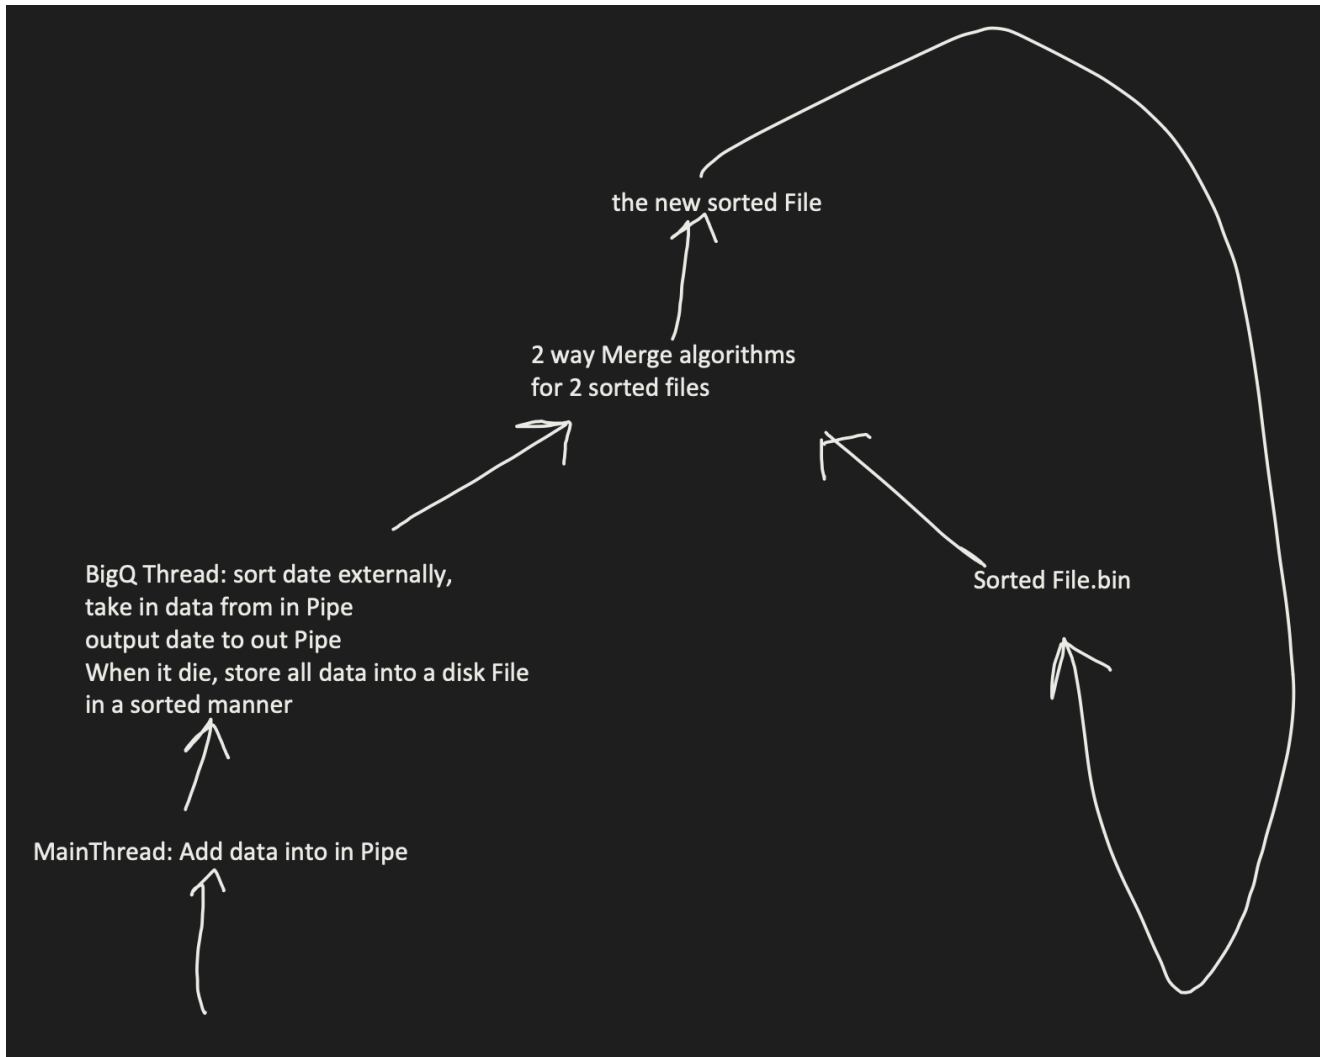 the new sorted File
2 way Merge algorithms
for 2 sorted files
BigQ Thread: sort date externally,
take in data from in Pipe
output date to out Pipe
When it die, store all data into a disk File
in a sorted manner
Sorted File.bin
MainThread: Add data into in Pipe